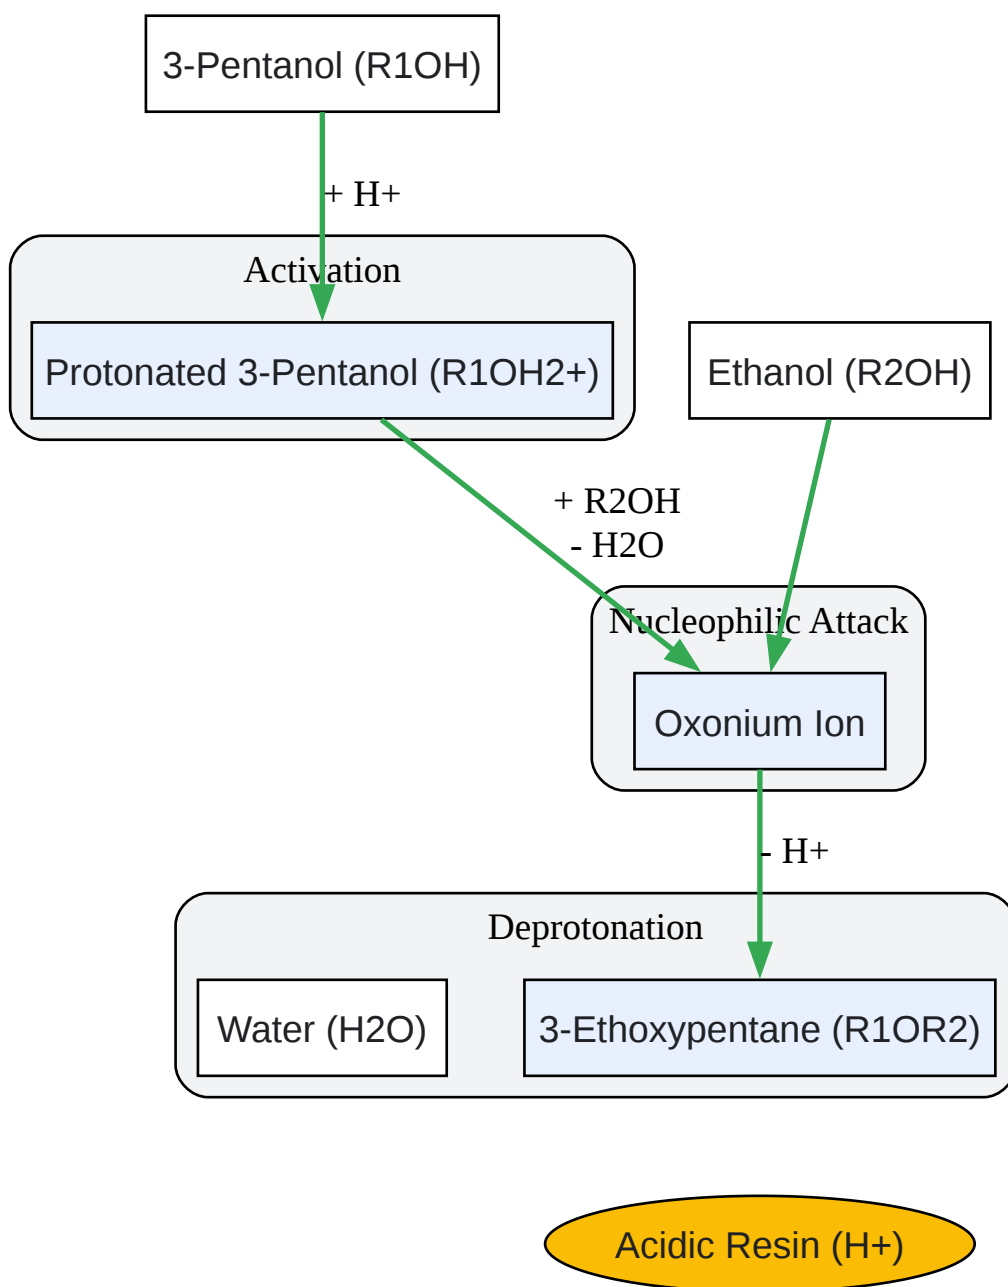 3-Pentanol (R1OH)
+ H+
Activation
Protonated 3-Pentanol (R1OH2+)
Ethanol (R2OH)
+ R2OH
- H2O
Nucleophilic Attack
Oxonium Ion
- H+
Deprotonation
Water (H2O)
3-Ethoxypentane (R1OR2)
Acidic Resin (H+)